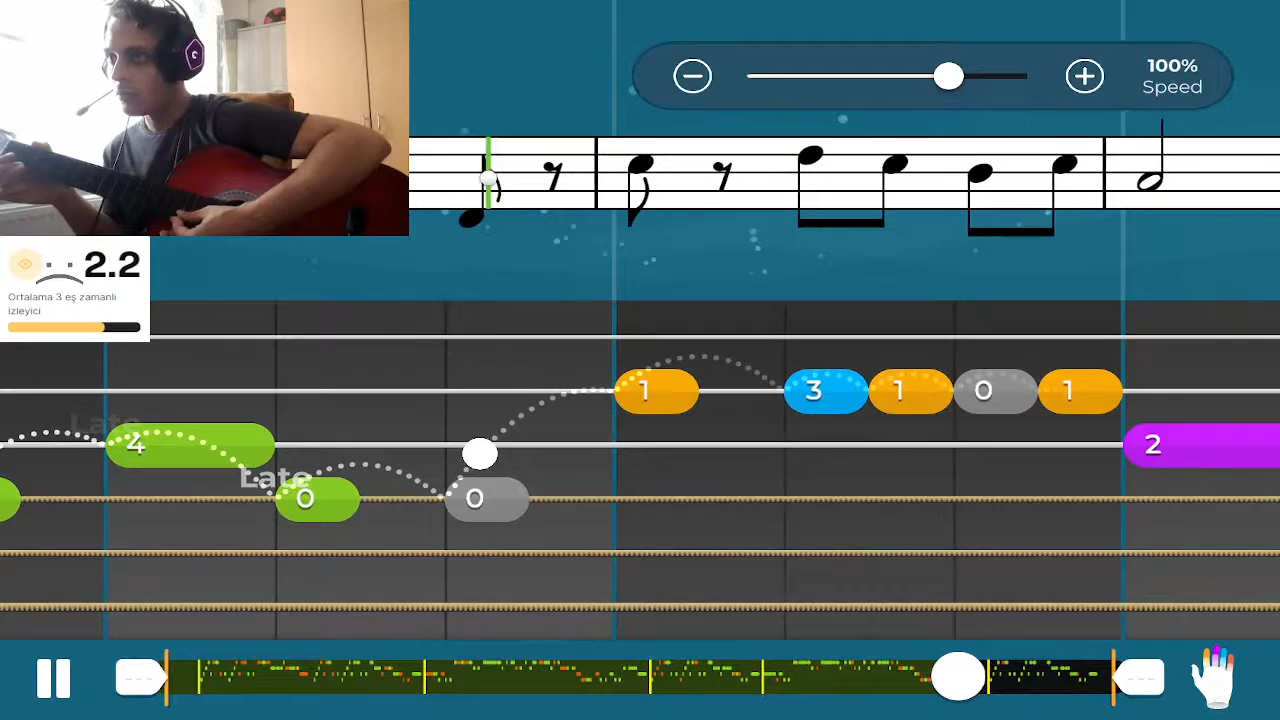 100%
Speed
2.2
Ortalama 3 eş zamanlı
izleyici
1
3 1 0 1
Late
4
2
Late
0
0